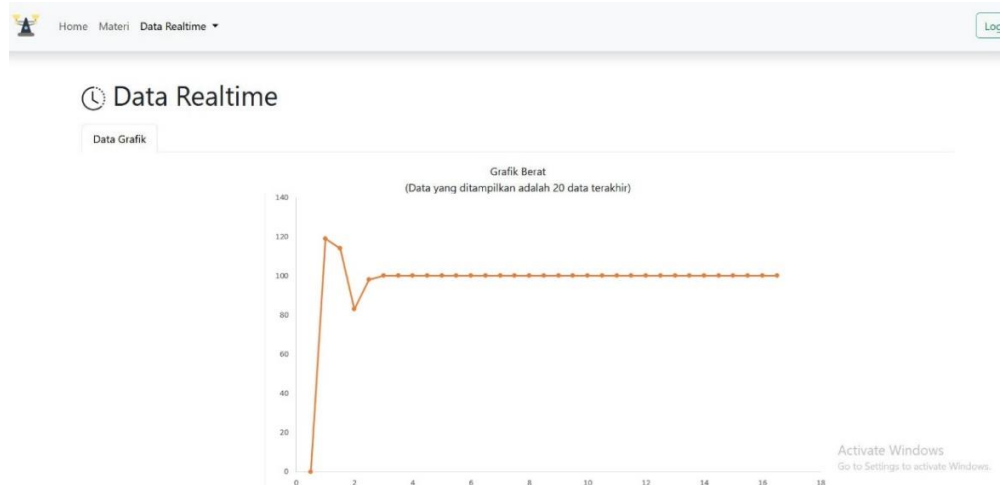 Home Materi Data Realtime
Log
Data Realtime
Data Grafik
Grafik Berat
(Data yang ditampilkan adalah 20 data terakhir)
140
120
100
80
60
40
20
0
0 2 4 6 8 10 12 14 16 18
Activate Windows
Go to Settings to activate Windows.